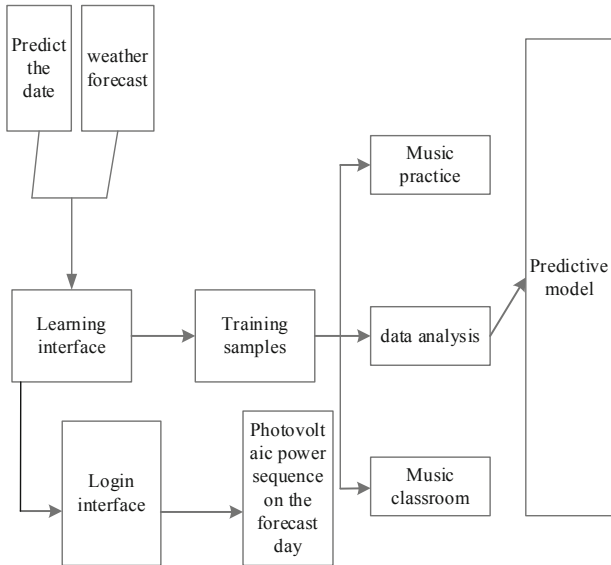 Predict
the
date
weather
forecast
Music
practice
Predictive
model
Learning
interface
Training
samples
data analysis
Login
interface
Photovolt
aic power
sequence
on the
forecast
day
Music
classroom